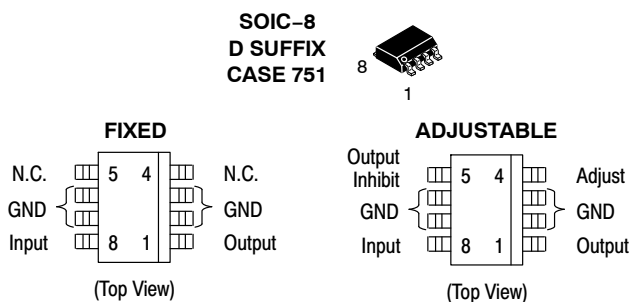 SOIC−8
D SUFFIX
CASE 751
8
1
FIXED
N.C. 5 4 N.C.
GND GND
Input 8 1 Output
(Top View)
ADJUSTABLE
Output
Inhibit 5 4 Adjust
GND GND
Input 8 1 Output
(Top View)